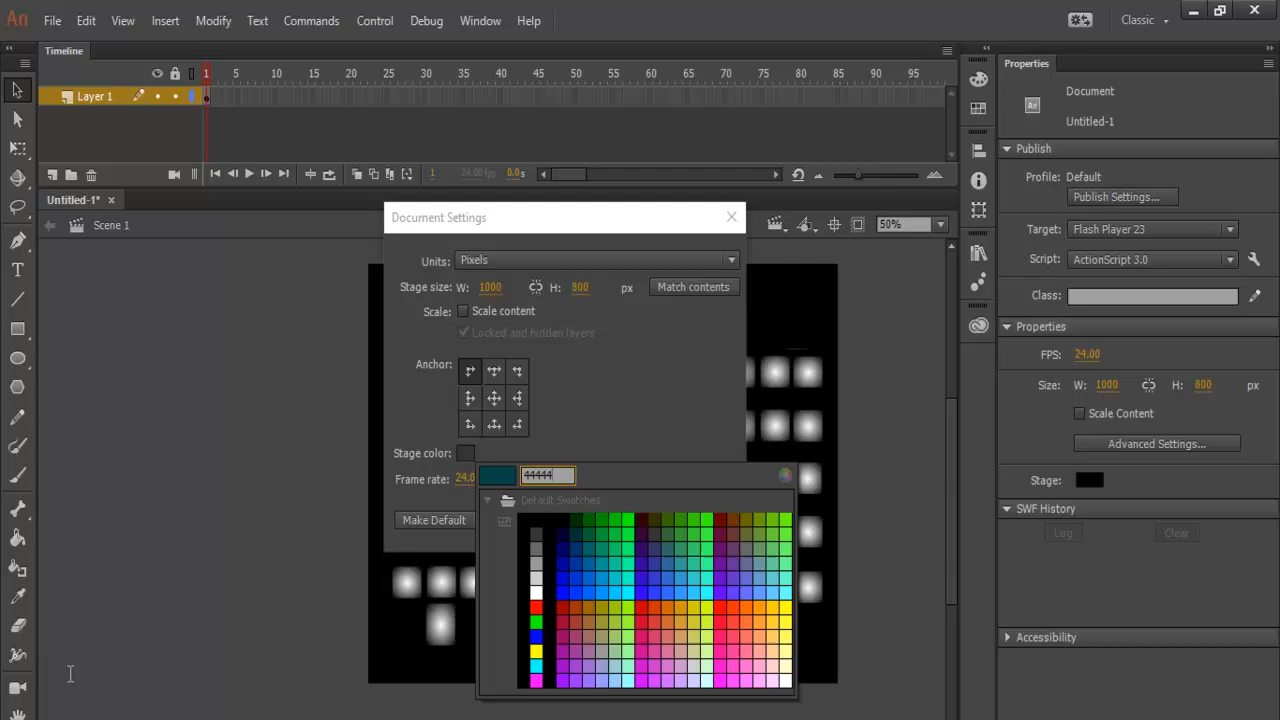 An File Edit View Insert Modify Text Commands Control Debug Window Help Classic
Timeline
Properties
1 5 10 15 20 25 30 35 40 45 50 55 60 65 70 75 80 85 90 95
Layer 1
Document
Untitled-1
Publish
1 24.00 fps 0.0 s
Profile: Default
Publish Settings...
Untitled-1* ×
Scene 1
50%
Document Settings
Target: Flash Player 23
Script: ActionScript 3.0
Class:
Units: Pixels
Stage size: W: 1000 H: 800 px Match contents
Scale: Scale content
Locked and hidden layers
Anchor:
Properties
FPS: 24.00
Size: W: 1000 H: 800 px
Scale Content
Advanced Settings...
Stage:
Stage color:
Frame rate: 24.0
44444
Default Swatches
Make Default
SWF History
Log Clear
Accessibility